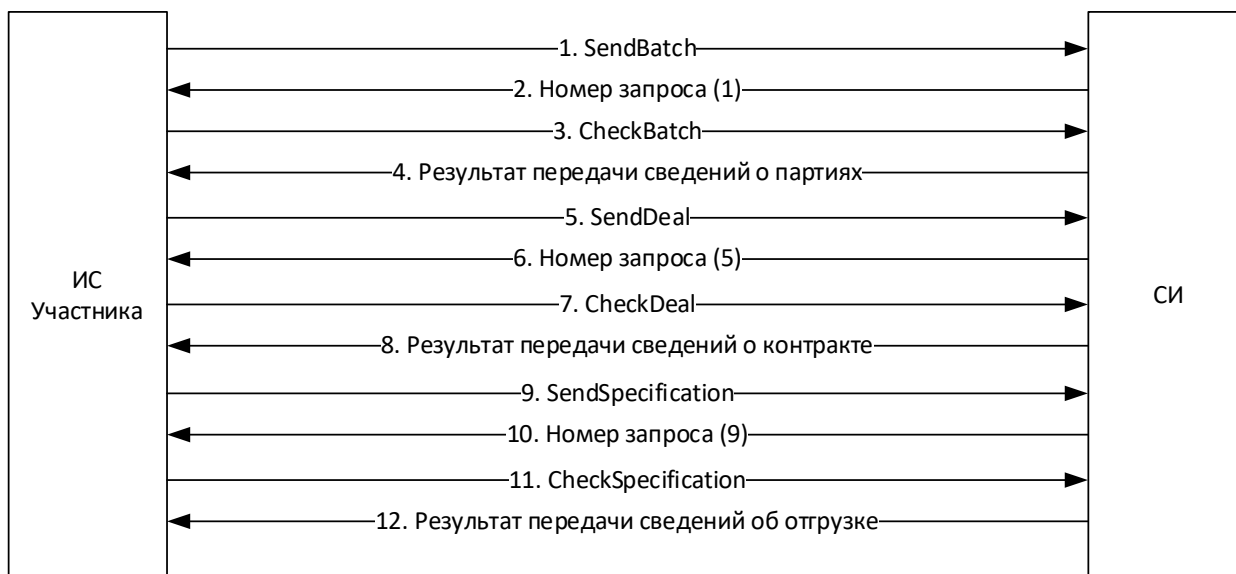 1. SendBatch
2. Номер запроса (1)
3. CheckBatch
4. Результат передачи сведений о партиях
5. SendDeal
6. Номер запроса (5)
ИС
Участника
СИ
7. CheckDeal
8. Результат передачи сведений о контракте
9. SendSpecification
10. Номер запроса (9)
11. CheckSpecification
12. Результат передачи сведений об отгрузке